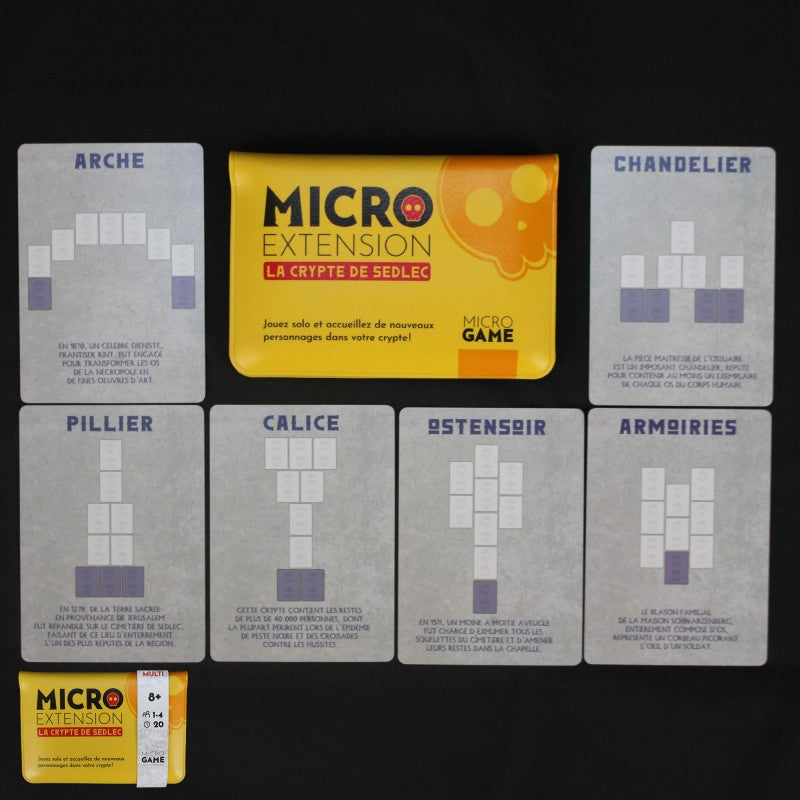 ARCHE
EN 1870, UN CÉLÈBRE ÉBÉNISTE,
FRANTISEK RINT, FUT ENGAGÉ
POUR TRANSFORMER LES OS
DE LA NÉCROPOLE EN
DE FINES OEUVRES D'ART.
MICRO
EXTENSION
LA CRYPTE DE SEDLEC
Jouez solo et accueillez de nouveaux
personnages dans votre crypte!
MICRO
GAME
CHANDELIER
LA PIÈCE MAITRESSE DE L'OSSUAIRE
EST UN IMPOSANT CHANDELIER, RÉPUTÉ
POUR CONTENIR AU MOINS UN EXEMPLAIRE
DE CHAQUE OS DU CORPS HUMAIN.
PILLIER
EN 1278, DE LA TERRE SACRÉE
EN PROVENANCE DE JÉRUSALEM
FUT RÉPANDUE SUR LE CIMETIÈRE DE SEDLEC,
FAISANT DE CE LIEU D'ENTERREMENT
L'UN DES PLUS RÉPUTÉS DE LA RÉGION.
CALICE
CETTE CRYPTE CONTIENT LES RESTES
DE PLUS DE 40 000 PERSONNES, DONT
LA PLUPART PÉRIRENT LORS DE L'ÉPIDÉMIE
DE PESTE NOIRE ET DES CROISADES
CONTRE LES HUSSITES.
OSTENSOIR
EN 1511, UN MOINE À MOITIÉ AVEUGLE
FUT CHARGÉ D'EXHUMER TOUS LES
SQUELETTES DU CIMETIÈRE ET D'AMENER
LEURS RESTES DANS LA CHAPELLE.
ARMOIRIES
LE BLASON FAMILIAL
DE LA MAISON SCHWARZENBERG,
ENTIÈREMENT COMPOSÉ D'OS,
REPRÉSENTE UN CORBEAU PICORANT
L'OEIL D'UN SOLDAT.
MICRO
EXTENSION
LA CRYPTE DE SEDLEC
Jouez solo et accueillez de nouveaux
personnages dans votre crypte!
MULTI
8+
1-4
20
MICRO
GAME